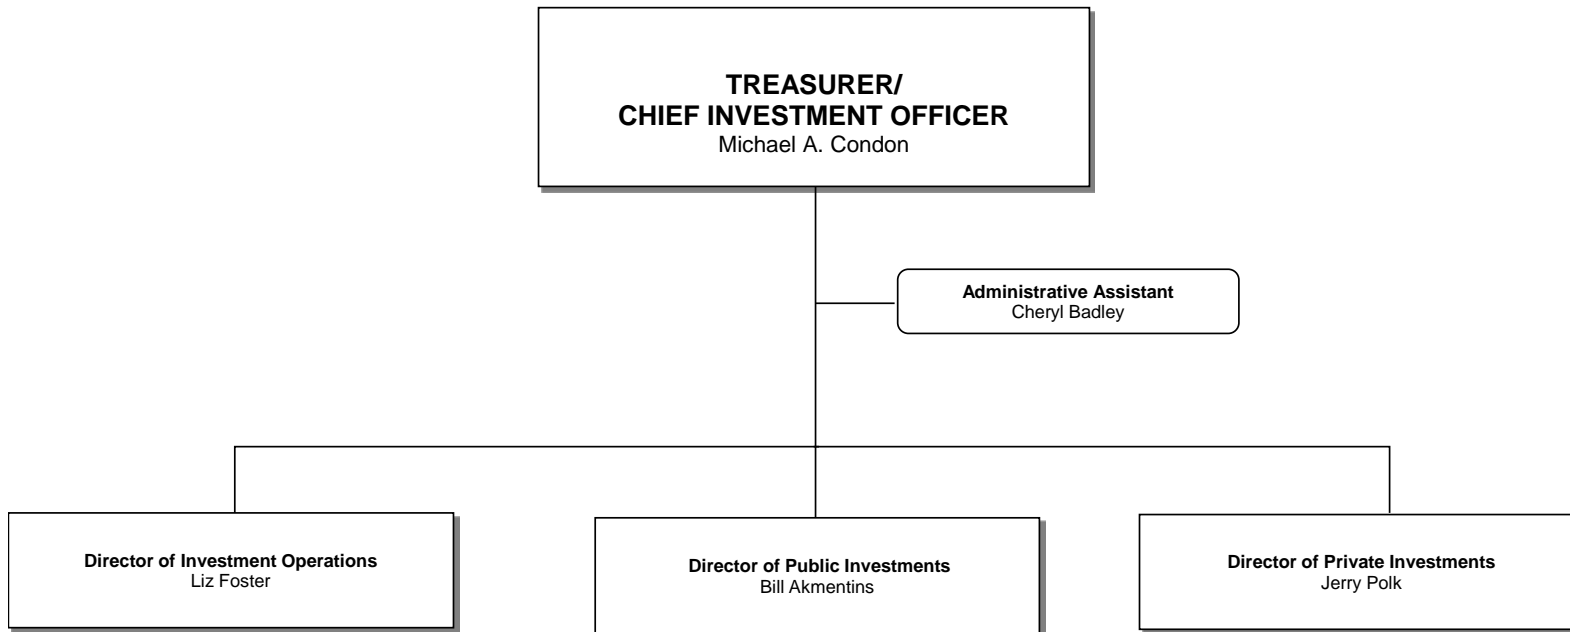 TREASURER/
CHIEF INVESTMENT OFFICER
Michael A. Condon
Administrative Assistant
Cheryl Badley
Director of Investment Operations
Liz Foster
Director of Public Investments
Bill Akmentins
Director of Private Investments
Jerry Polk